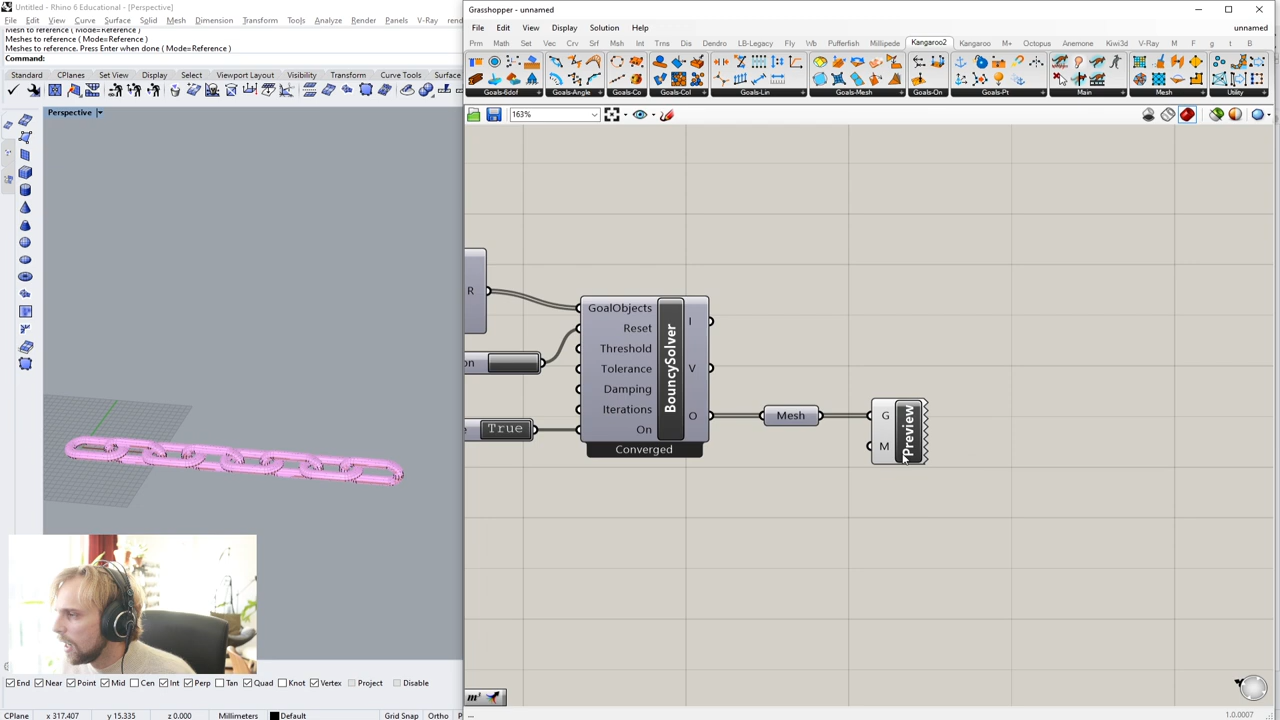 Untitled - Rhino 6 Educational - [Perspective]
File Edit View Curve Surface Solid Mesh Dimension Transform Tools Analyze Render Panels V-Ray
Mesh to reference ( Mode=Reference )
Meshes to reference. Press Enter when done ( Mode=Reference )
Command:
Standard CPlanes Set View Display Select Viewport Layout Visibility Transform Curve Tools Surface
Perspective
End Near Point Mid Cen Int Perp Tan Quad Knot Vertex Project Disable
CPlane x 317.407 y 15.335 z 0.000 Millimeters Default Grid Snap Ortho
Grasshopper - unnamed
File Edit View Display Solution Help unnamed
Prm Math Set Vec Crv Srf Msh Int Trns Dis Dendro LB-Legacy Fly Wb Pufferfish Millipede Kangaroo2 Kangaroo M+ Octopus Anemone Kiwi3d V-Ray M F g t B
Goals-6dof Goals-Angle Goals-Co Goals-Col Goals-Lin Goals-Mesh Goals-On Goals-Pt Main Mesh Utility
163%
R
on
True
GoalObjects
Reset
Threshold
Tolerance
Damping
Iterations
On
BouncySolver
I
V
O
Converged
Mesh
G
M
Preview
1.0.0007